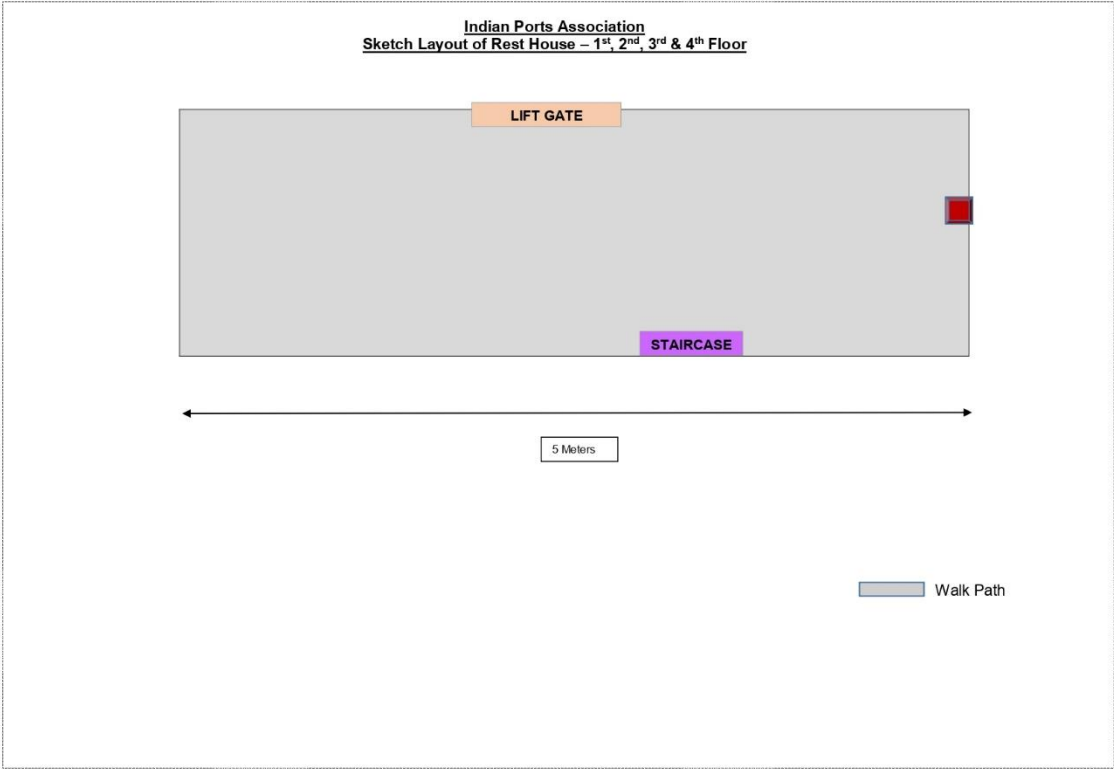 Indian Ports Association
Sketch Layout of Rest House – 1st, 2nd, 3rd & 4th Floor
LIFT GATE
STAIRCASE
5 Meters
Walk Path